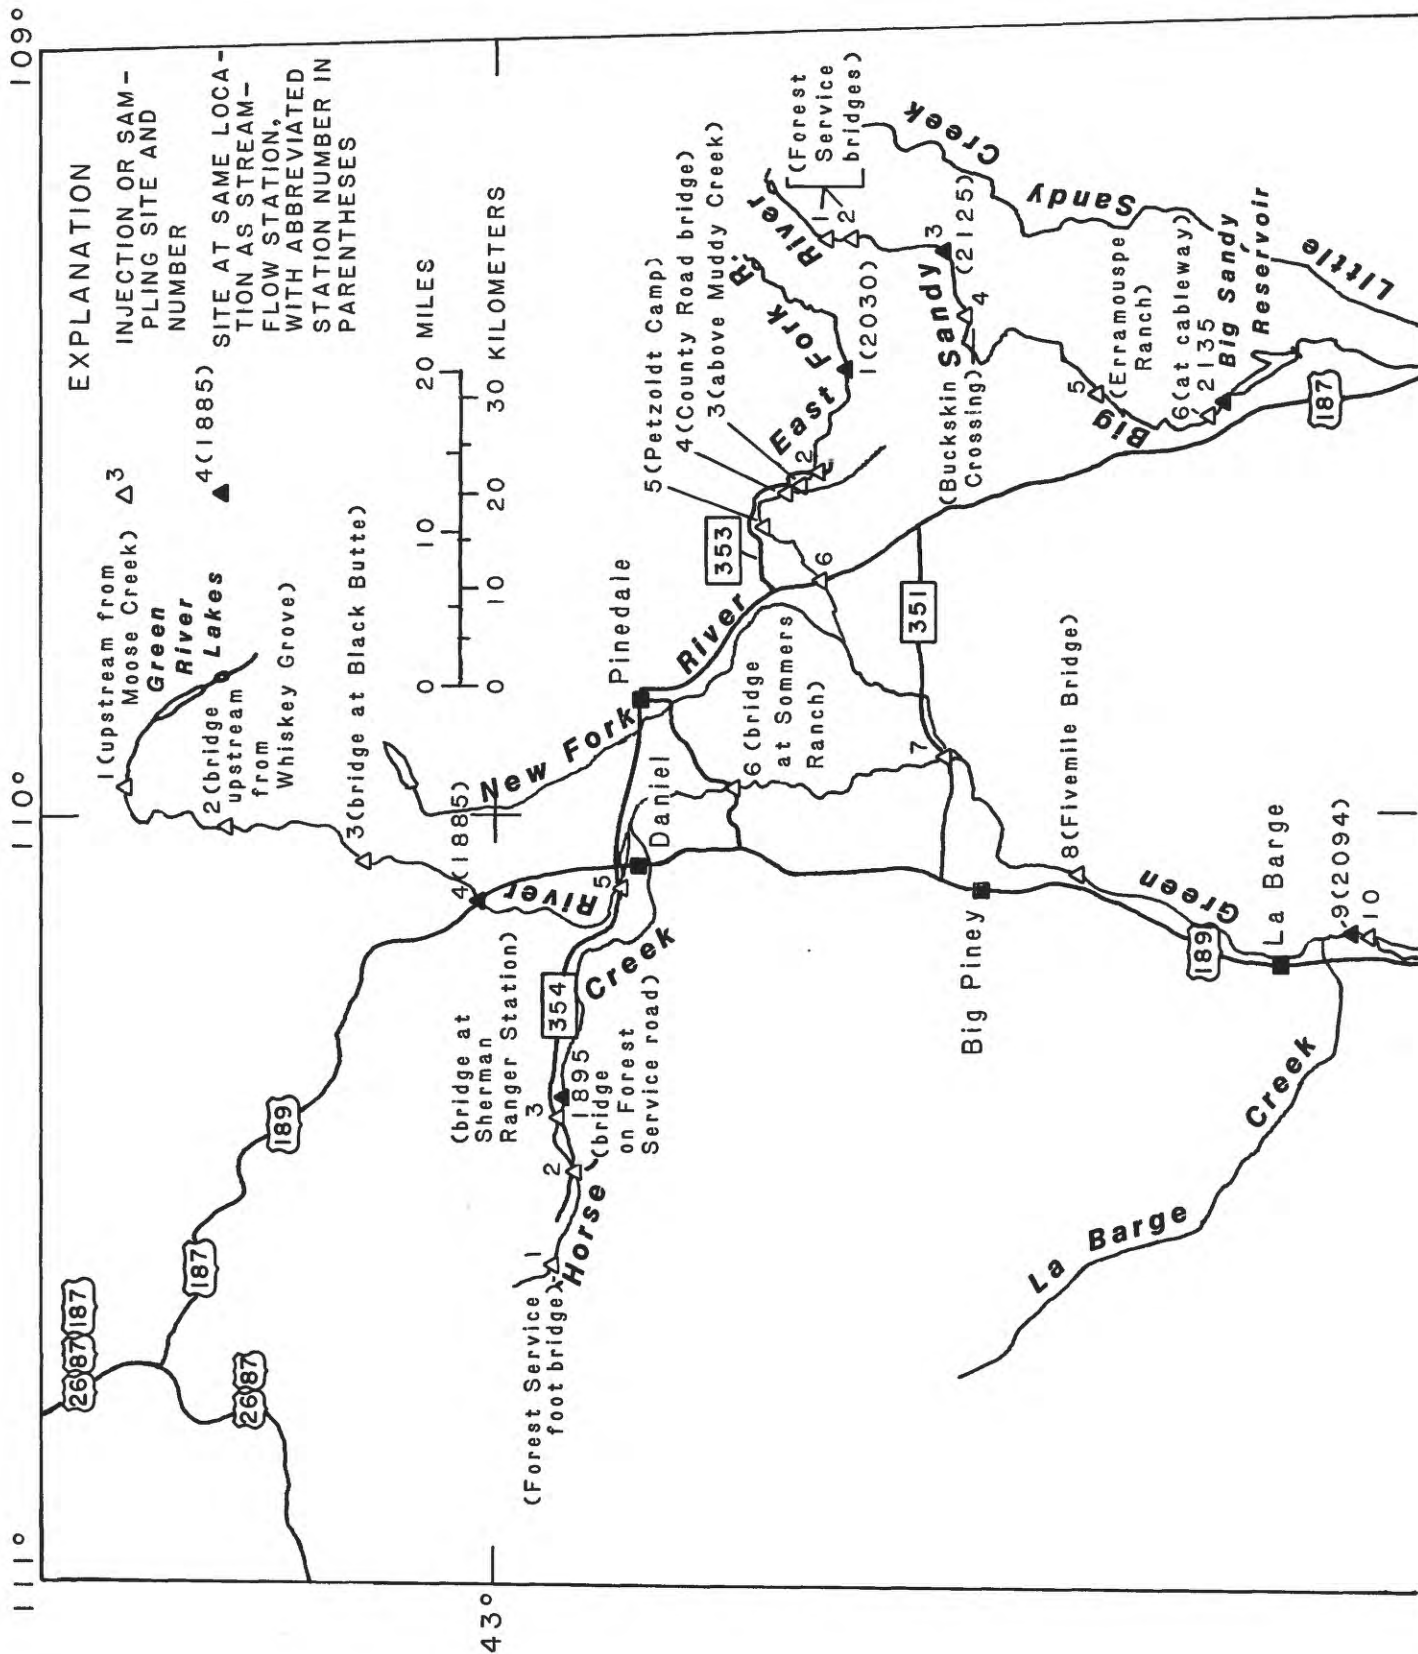 111°
110°
109°
43°
EXPLANATION
△3
INJECTION OR SAM-
PLING SITE AND
NUMBER
▲4(1885)
SITE AT SAME LOCA-
TION AS STREAM-
FLOW STATION,
WITH ABBREVIATED
STATION NUMBER IN
PARENTHESES
0 10 20 MILES
0 10 20 30 KILOMETERS
26 87 187
26 87
187
189
1(upstream from
Moose Creek)
Green
River
Lakes
2(bridge
upstream
from
Whiskey Grove)
3(bridge at Black Butte)
4(1885)
River
5
New Fork
River
Pinedale
Daniel
(bridge at
Sherman
Ranger Station)
354
Creek
3
1895
(bridge
on Forest
Service road)
2
Horse
1
(Forest Service
foot bridge)
6(bridge
at Sommers
Ranch)
353
351
5(Petzoldt Camp)
4(County Road bridge)
3(above Muddy Creek)
2
East Fork R.
1(2030)
6
7
River
1
2
(Forest
Service
bridges)
3
(2125)
Sandy
4
(Buckskin
Crossing)
5
(Erramouspe
Ranch)
Big
6(at cableway)
2135
Big Sandy
Reservoir
187
Little
Sandy
Creek
Big Piney
8(Fivemile Bridge)
Green
189
La Barge
9(2094)
10
La Barge
Creek